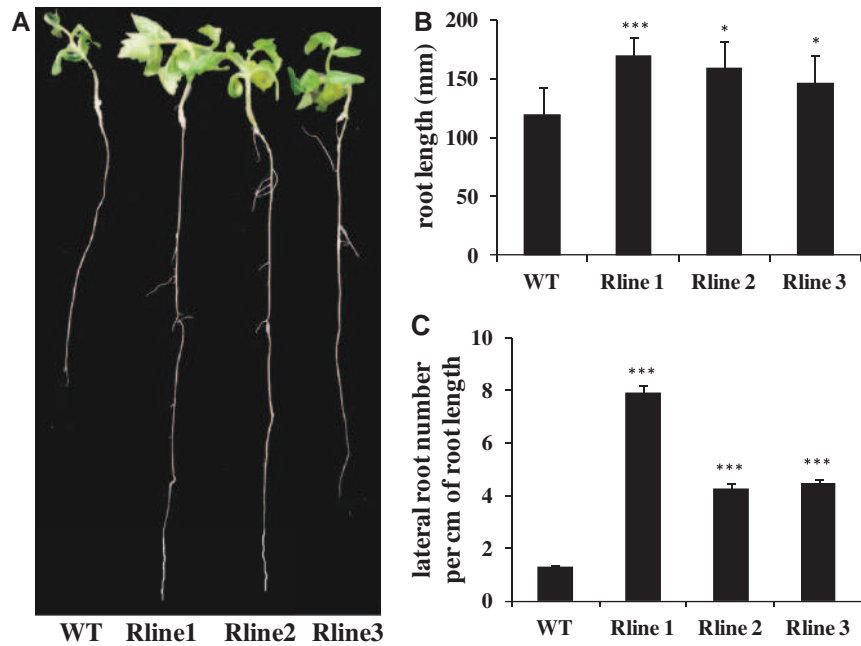 A
WT Rline1 Rline2 Rline3
B
200
150
100
50
0
root length (mm)
***
*
*
WT Rline 1 Rline 2 Rline 3
C
10
8
6
4
2
0
lateral root number
per cm of root length
***
***
***
WT Rline 1 Rline 2 Rline 3